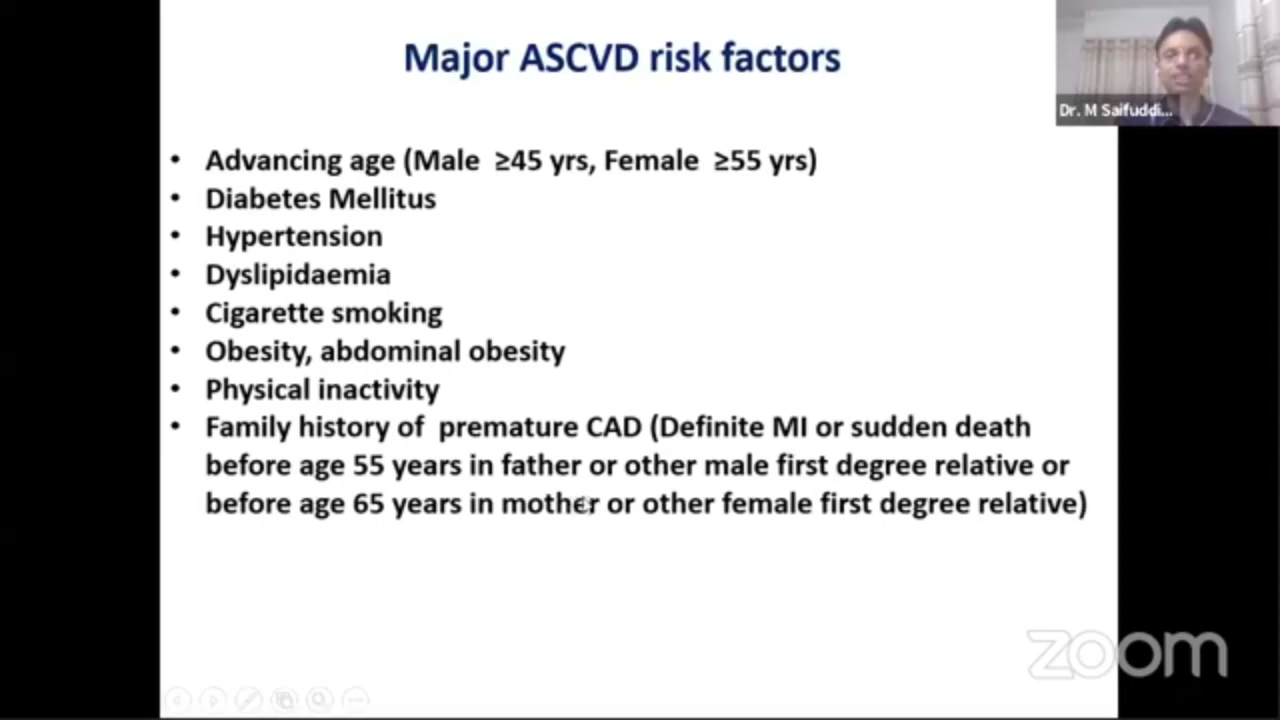 Major ASCVD risk factors
Dr. M Saifuddi...
• Advancing age (Male ≥45 yrs, Female ≥55 yrs)
• Diabetes Mellitus
• Hypertension
• Dyslipidaemia
• Cigarette smoking
• Obesity, abdominal obesity
• Physical inactivity
• Family history of premature CAD (Definite MI or sudden death
before age 55 years in father or other male first degree relative or
before age 65 years in mother or other female first degree relative)
zoom